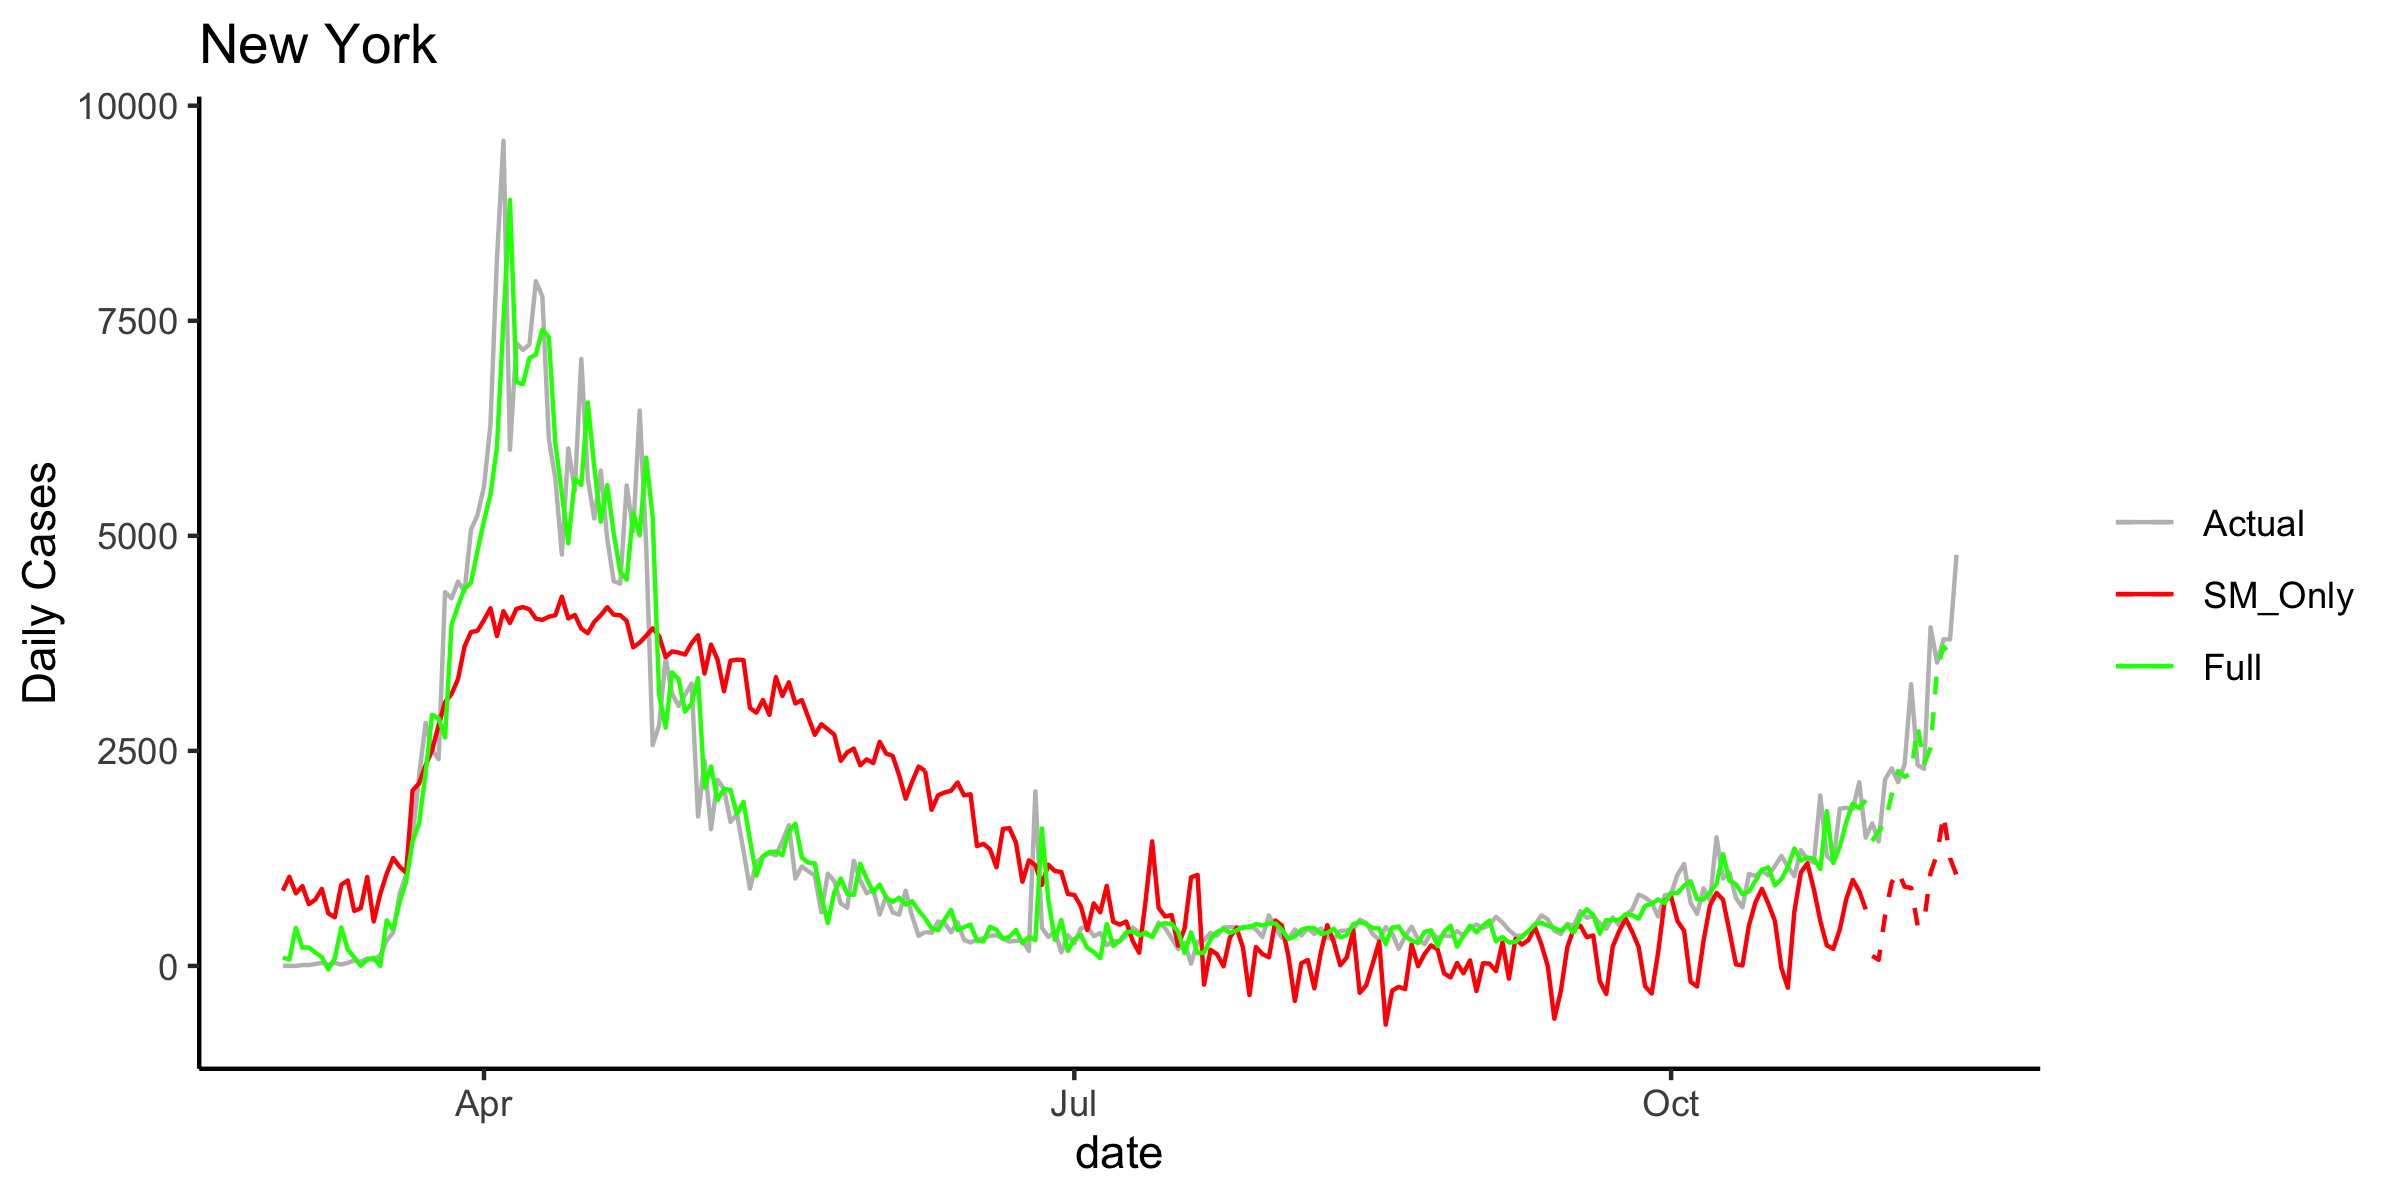 New York
10000
7500
5000
2500
0
Daily Cases
Apr
Jul
Oct
date
Actual
SM_Only
Full